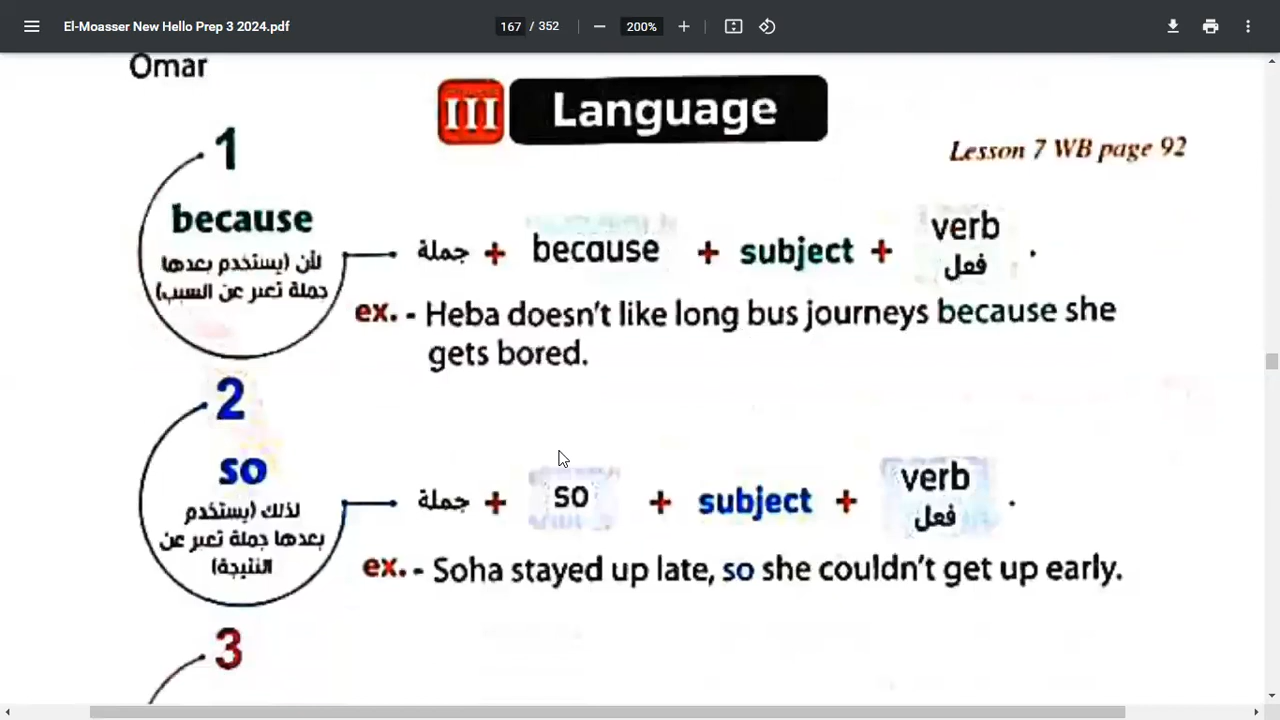 El-Moasser New Hello Prep 3 2024.pdf
167 / 352
200%
Omar
III Language
Lesson 7 WB page 92
1
because
لأن (يستخدم بعدها
جملة تعبر عن السبب)
جملة + because + subject + verb فعل .
ex. - Heba doesn't like long bus journeys because she
gets bored.
2
so
لذلك (يستخدم
بعدها جملة تعبر عن
النتيجة)
جملة + so + subject + verb فعل .
ex. - Soha stayed up late, so she couldn't get up early.
3